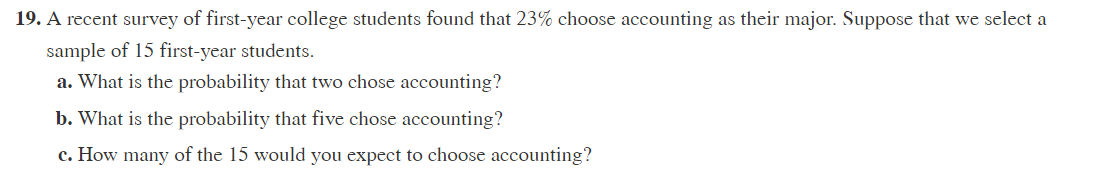 19. A recent survey of first-year college students found that 23% choose accounting as their major. Suppose that we select a
sample of 15 first-year students.
a. What is the probability that two chose accounting?
b. What is the probability that five chose accounting?
c. How many of the 15 would you expect to choose accounting?